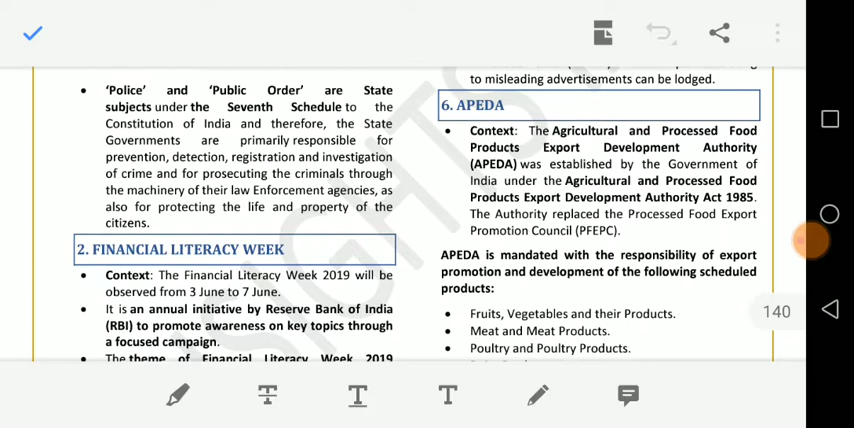 • 'Police' and 'Public Order' are State
subjects under the Seventh Schedule to the
Constitution of India and therefore, the State
Governments are primarily responsible for
prevention, detection, registration and investigation
of crime and for prosecuting the criminals through
the machinery of their law Enforcement agencies, as
also for protecting the life and property of the
citizens.
2. FINANCIAL LITERACY WEEK
• Context: The Financial Literacy Week 2019 will be
observed from 3 June to 7 June.
• It is an annual initiative by Reserve Bank of India
(RBI) to promote awareness on key topics through
a focused campaign.
• The theme of Financial Literacy Week 2019
to misleading advertisements can be lodged.
6. APEDA
• Context: The Agricultural and Processed Food
Products Export Development Authority
(APEDA) was established by the Government of
India under the Agricultural and Processed Food
Products Export Development Authority Act 1985.
The Authority replaced the Processed Food Export
Promotion Council (PFEPC).
APEDA is mandated with the responsibility of export
promotion and development of the following scheduled
products:
• Fruits, Vegetables and their Products.
• Meat and Meat Products.
• Poultry and Poultry Products.
140